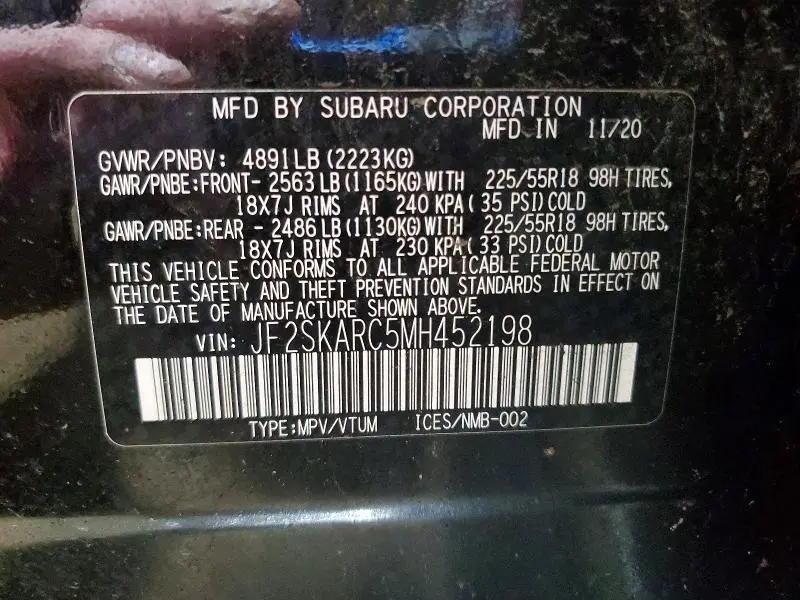 MFD BY SUBARU CORPORATION
MFD IN 11/20
GVWR/PNBV: 4891LB (2223KG)
GAWR/PNBE:FRONT- 2563LB (1165KG) WITH 225/55R18 98H TIRES,
18X7J RIMS AT 240 KPA( 35 PSI) COLD
GAWR/PNBE:REAR - 2486LB (1130KG) WITH 225/55R18 98H TIRES,
18X7J RIMS AT 230 KPA( 33 PSI) COLD
THIS VEHICLE CONFORMS TO ALL APPLICABLE FEDERAL MOTOR
VEHICLE SAFETY AND THEFT PREVENTION STANDARDS IN EFFECT ON
THE DATE OF MANUFACTURE SHOWN ABOVE.
VIN: JF2SKARC5MH452198
TYPE:MPV/VTUM ICES/NMB-002